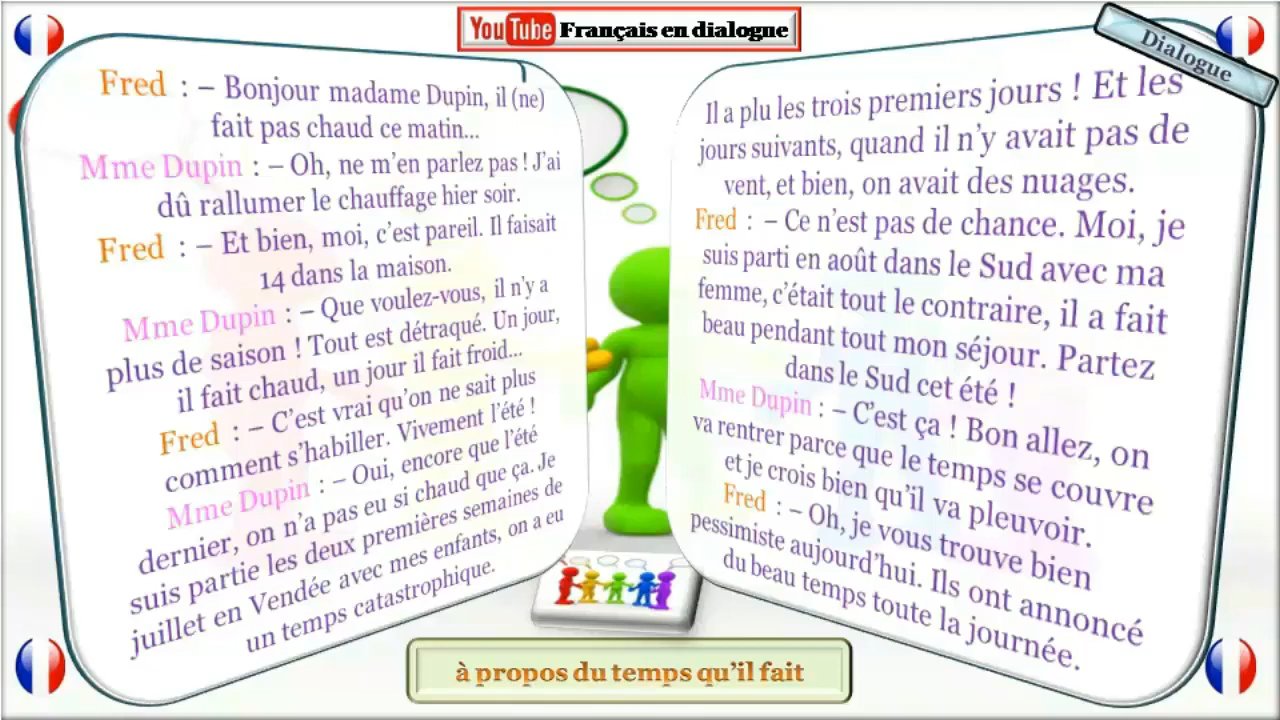 YouTube Français en dialogue
Dialogue
Fred : – Bonjour madame Dupin, il (ne)
fait pas chaud ce matin...
Mme Dupin : – Oh, ne m'en parlez pas ! J'ai
dû rallumer le chauffage hier soir.
Fred : – Et bien, moi, c'est pareil. Il faisait
14 dans la maison.
Mme Dupin : – Que voulez-vous, il n'y a
plus de saison ! Tout est détraqué. Un jour,
il fait chaud, un jour il fait froid...
Fred : – C'est vrai qu'on ne sait plus
comment s'habiller. Vivement l'été !
Mme Dupin : – Oui, encore que l'été
dernier, on n'a pas eu si chaud que ça. Je
suis partie les deux premières semaines de
juillet en Vendée avec mes enfants, on a eu
un temps catastrophique.
Il a plu les trois premiers jours ! Et les
jours suivants, quand il n'y avait pas de
vent, et bien, on avait des nuages.
Fred : – Ce n'est pas de chance. Moi, je
suis parti en août dans le Sud avec ma
femme, c'était tout le contraire, il a fait
beau pendant tout mon séjour. Partez
dans le Sud cet été !
Mme Dupin : – C'est ça ! Bon allez, on
va rentrer parce que le temps se couvre
et je crois bien qu'il va pleuvoir.
Fred : – Oh, je vous trouve bien
pessimiste aujourd'hui. Ils ont annoncé
du beau temps toute la journée.
à propos du temps qu'il fait